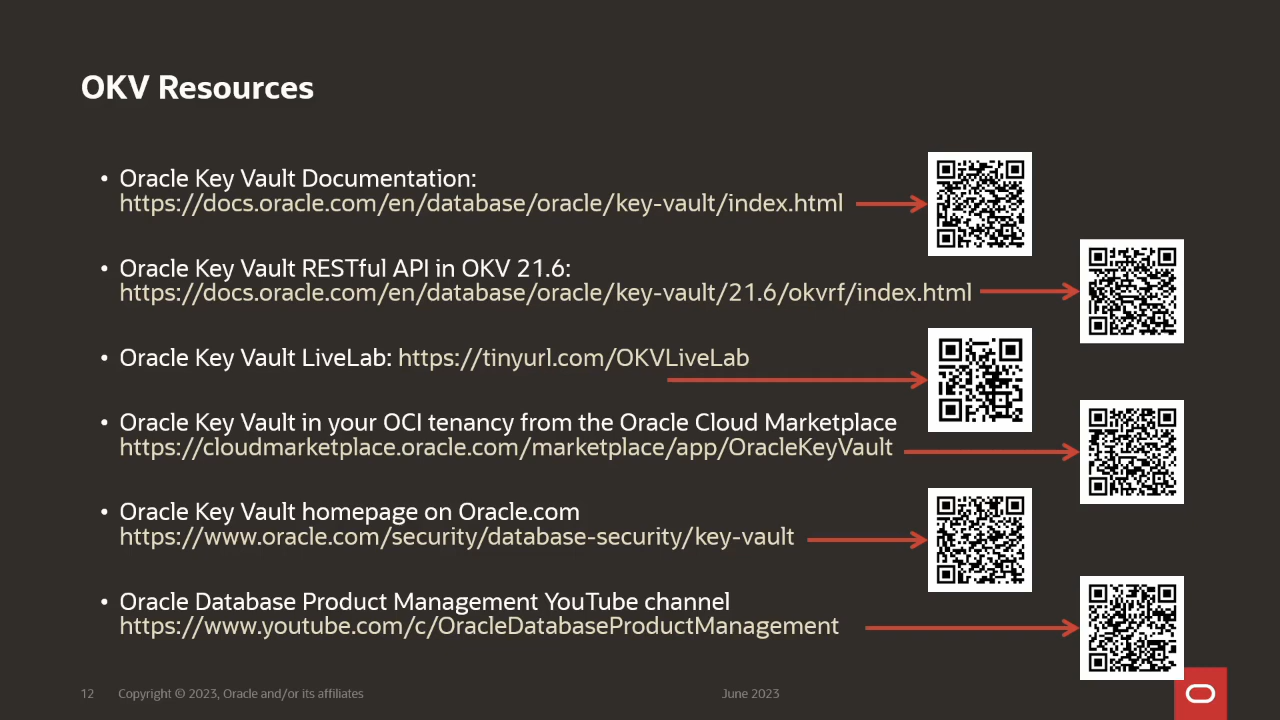 OKV Resources
• Oracle Key Vault Documentation:
https://docs.oracle.com/en/database/oracle/key-vault/index.html
• Oracle Key Vault RESTful API in OKV 21.6:
https://docs.oracle.com/en/database/oracle/key-vault/21.6/okvrf/index.html
• Oracle Key Vault LiveLab: https://tinyurl.com/OKVLiveLab
• Oracle Key Vault in your OCI tenancy from the Oracle Cloud Marketplace
https://cloudmarketplace.oracle.com/marketplace/app/OracleKeyVault
• Oracle Key Vault homepage on Oracle.com
https://www.oracle.com/security/database-security/key-vault
• Oracle Database Product Management YouTube channel
https://www.youtube.com/c/OracleDatabaseProductManagement
12 Copyright © 2023, Oracle and/or its affiliates June 2023